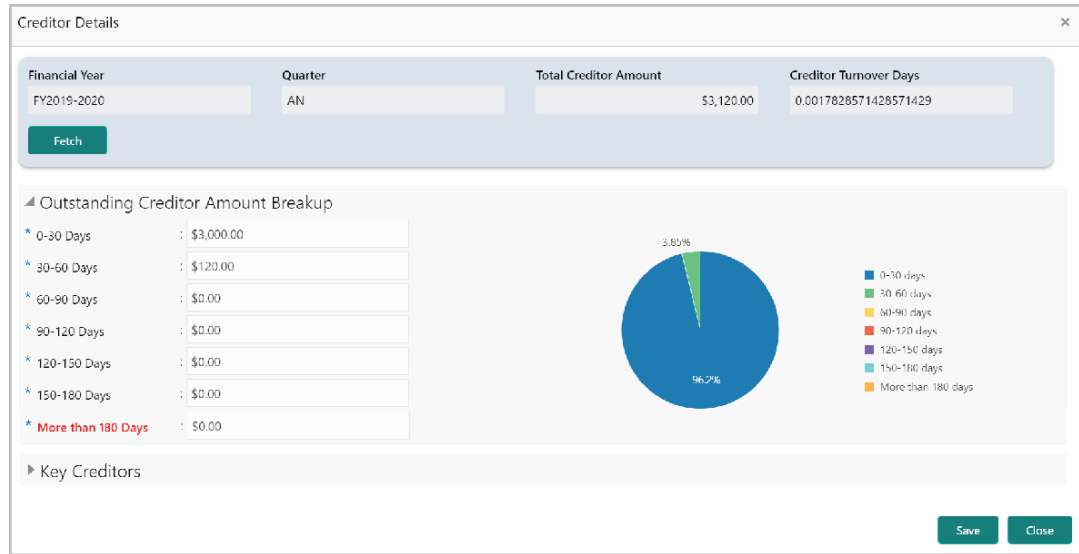 Creditor Details ×
Financial Year Quarter Total Creditor Amount Creditor Turnover Days
FY2019-2020 AN $3,120.00 0.0017828571428571429
Fetch
Outstanding Creditor Amount Breakup
* 0-30 Days : $3,000.00
* 30-60 Days : $120.00
* 60-90 Days : $0.00
* 90-120 Days : $0.00
* 120-150 Days : $0.00
* 150-180 Days : $0.00
* More than 180 Days : $0.00
3.85%
96.2%
0-30 days
30-60 days
60-90 days
90-120 days
120-150 days
150-180 days
More than 180 days
Key Creditors
Save Close